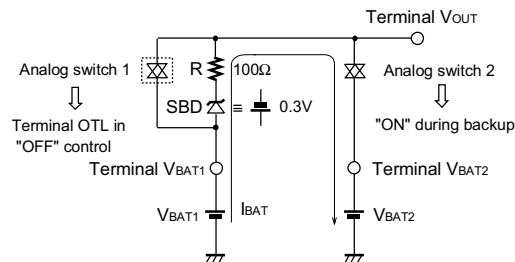 Terminal VOUT
Analog switch 1
R
100Ω
Analog switch 2
SBD
≡
0.3V
Terminal OTL in
"OFF" control
"ON" during backup
Terminal VBAT1
Terminal VBAT2
VBAT1
IBAT
VBAT2